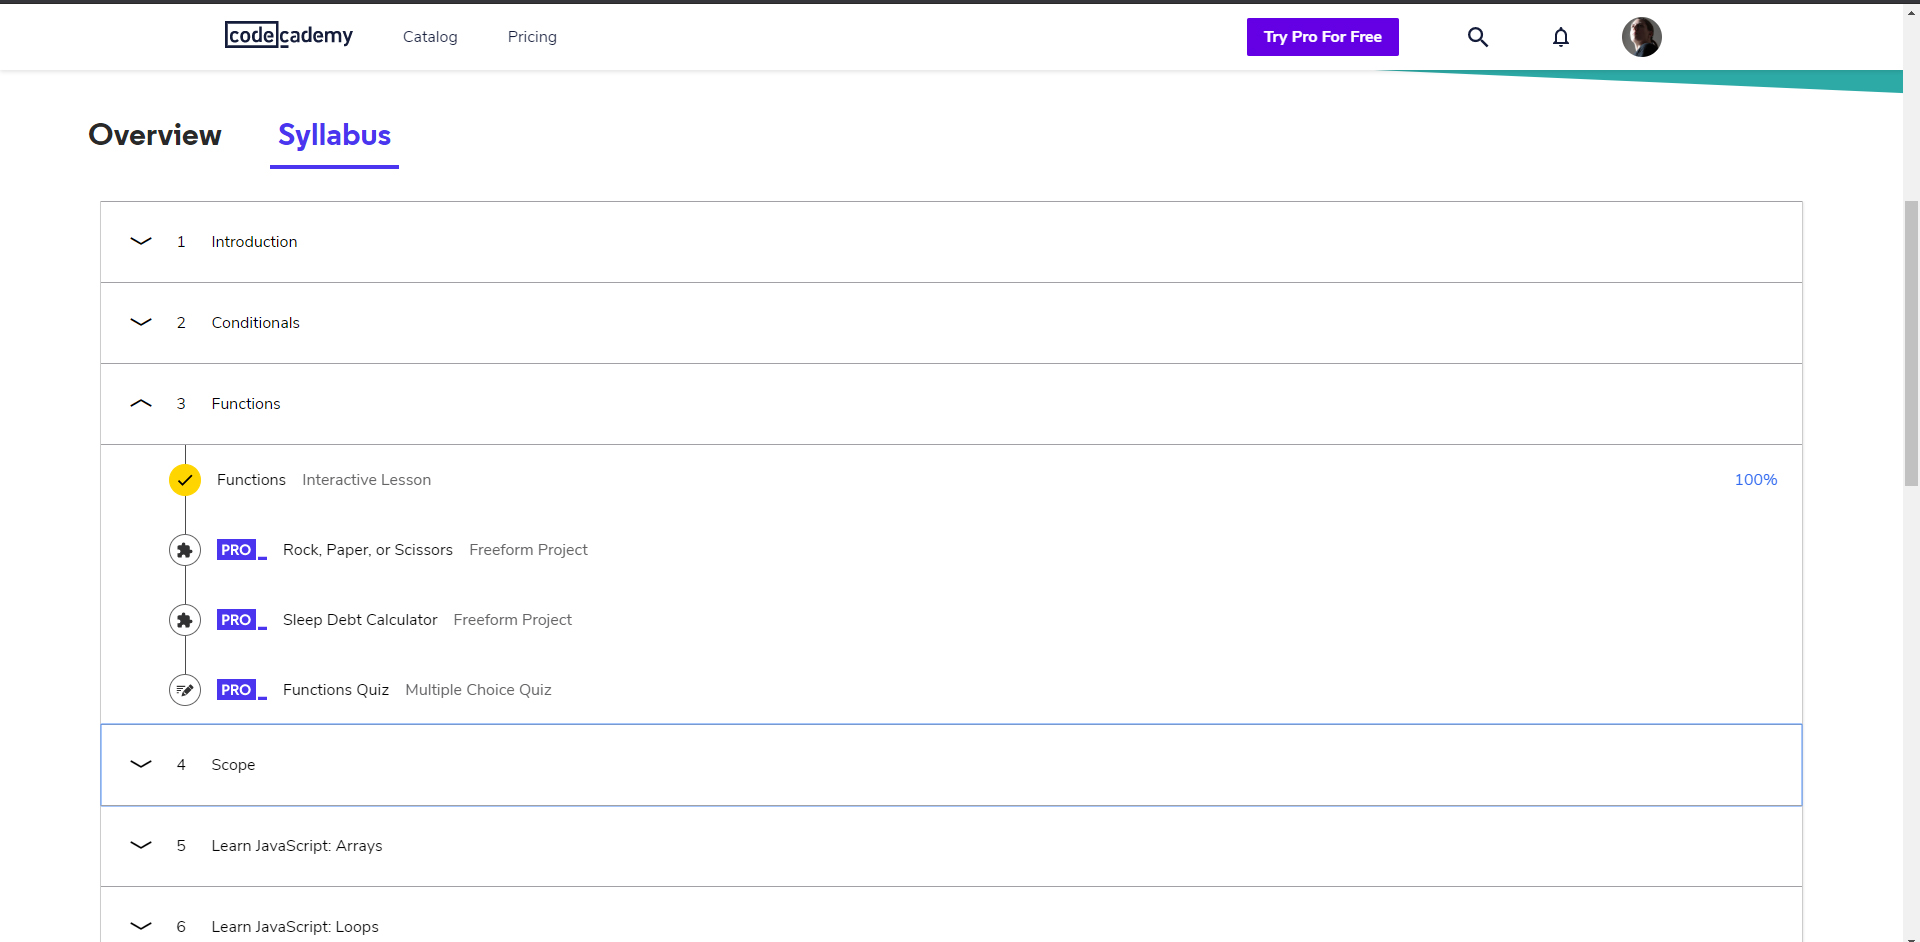 codecademy Catalog Pricing Try Pro For Free
Overview Syllabus
1 Introduction
2 Conditionals
3 Functions
Functions Interactive Lesson 100%
PRO Rock, Paper, or Scissors Freeform Project
PRO Sleep Debt Calculator Freeform Project
PRO Functions Quiz Multiple Choice Quiz
4 Scope
5 Learn JavaScript: Arrays
6 Learn JavaScript: Loops